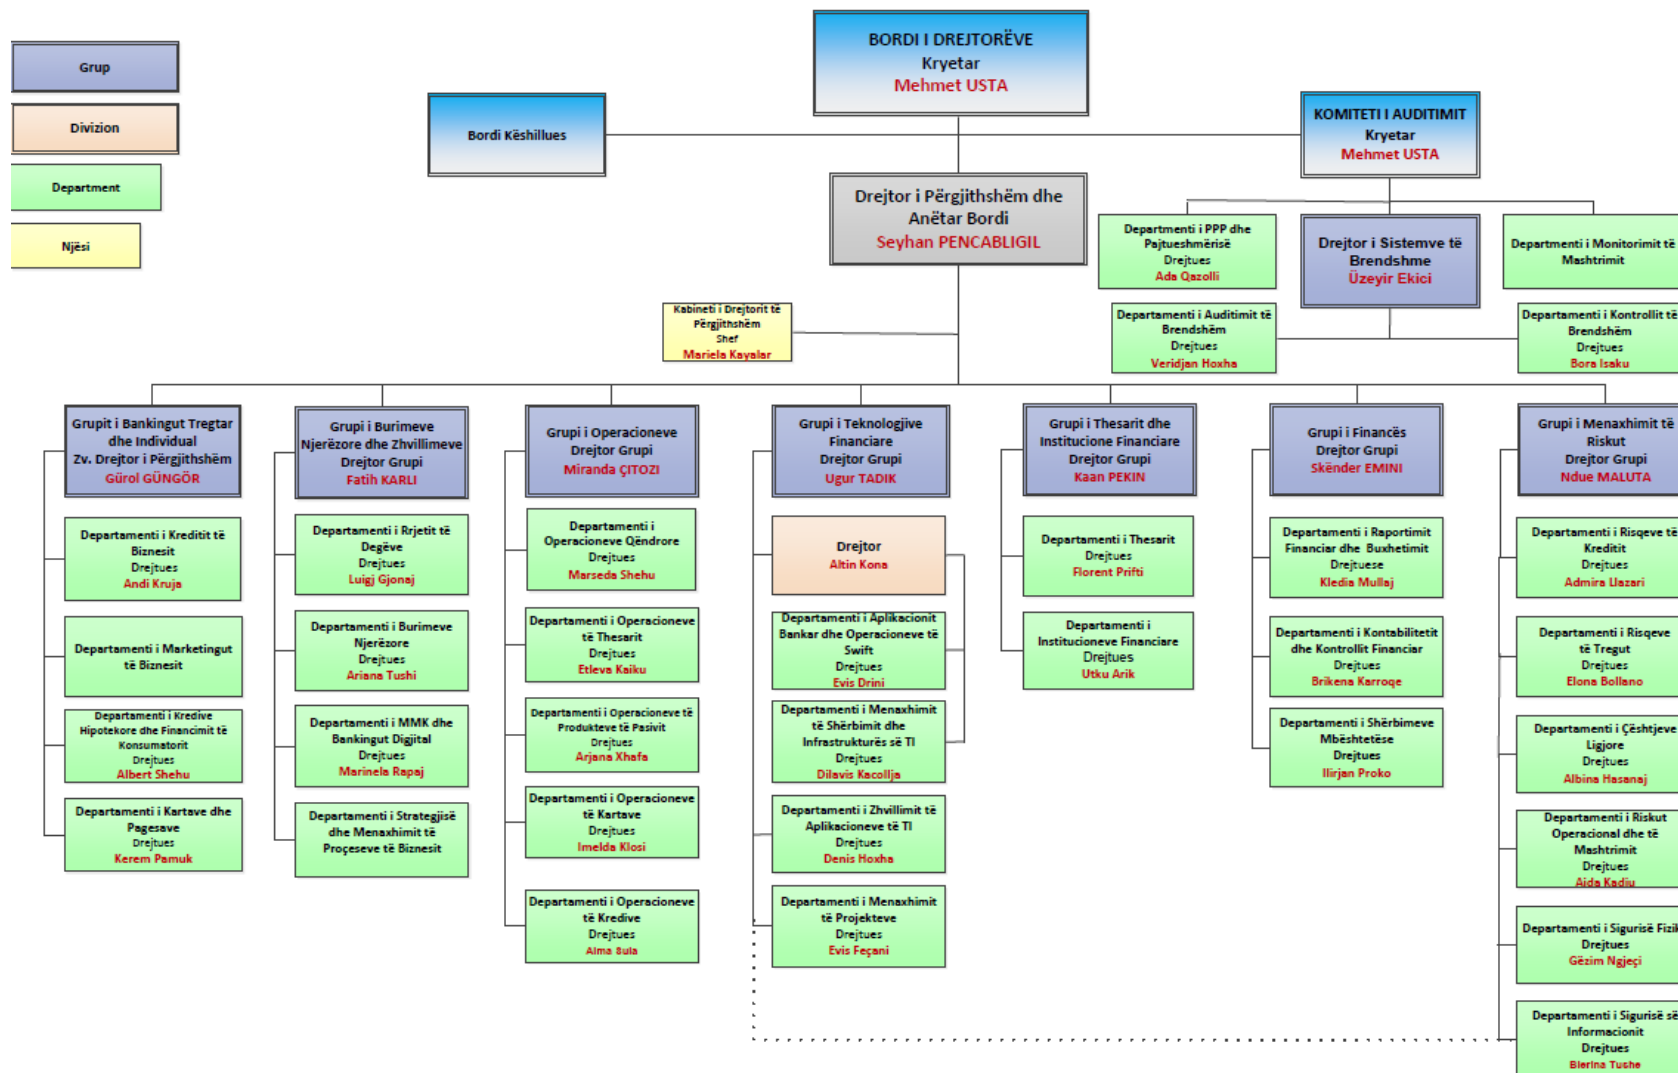 Grup
Divizion
Department
Njësi
BORDI I DREJTORËVE
Kryetar
Mehmet USTA
Bordi Këshillues
KOMITETI I AUDITIMIT
Kryetar
Mehmet USTA
Drejtor i Përgjithshëm dhe
Anëtar Bordi
Seyhan PENCABLIGIL
Departmenti i PPP dhe
Pajtueshmërisë
Drejtues
Ada Qazolli
Drejtor i Sistemve të
Brendshme
Üzeyir Ekici
Departmenti i Monitorimit të
Mashtrimit
Kabineti i Drejtorit të
Përgjithshëm
Shef
Mariela Kayalar
Departamenti i Auditimit të
Brendshëm
Drejtues
Veridjan Hoxha
Departamenti i Kontrollit të
Brendshëm
Drejtues
Bora Isaku
Grupit i Bankingut Tregtar
dhe Individual
Zv. Drejtor i Përgjithshëm
Gürol GÜNGÖR
Departamenti i Kreditit të
Biznesit
Drejtues
Andi Kruja
Departamenti i Marketingut
të Biznesit
Departamenti i Kredive
Hipotekore dhe Financimit të
Konsumatorit
Drejtues
Albert Shehu
Departamenti i Kartave dhe
Pagesave
Drejtues
Kerem Pamuk
Grupi i Burimeve
Njerëzore dhe Zhvillimeve
Drejtor Grupi
Fatih KARLI
Departamenti i Rrjetit të
Degëve
Drejtues
Luigj Gjonaj
Departamenti i Burimeve
Njerëzore
Drejtues
Ariana Tushi
Departamenti i MMK dhe
Bankingut Digjital
Drejtues
Marinela Rapaj
Departamenti i Strategjisë
dhe Menaxhimit të
Proçeseve të Biznesit
Grupi i Operacioneve
Drejtor Grupi
Miranda ÇITOZI
Departamenti i
Operacioneve Qëndrore
Drejtues
Marseda Shehu
Departamenti i Operacioneve
të Thesarit
Drejtues
Etleva Kaiku
Departamenti i Operacioneve të
Produkteve të Pasivit
Drejtues
Arjana Xhafa
Departamenti i Operacioneve
të Kartave
Drejtues
Imelda Klosi
Departamenti i Operacioneve
të Kredive
Drejtues
Alma Bula
Grupi i Teknologjive
Financiare
Drejtor Grupi
Ugur TADIK
Drejtor
Altin Kona
Departamenti i Aplikacionit
Bankar dhe Operacioneve të
Swift
Drejtues
Evis Drini
Departamenti i Menaxhimit
të Shërbimit dhe
Infrastrukturës së TI
Drejtues
Dilavis Kacollja
Departamenti i Zhvillimit të
Aplikacioneve të TI
Drejtues
Denis Hoxha
Departamenti i Menaxhimit
të Projekteve
Drejtues
Evis Feçani
Grupi i Thesarit dhe
Institucione Financiare
Drejtor Grupi
Kaan PEKIN
Departamenti i Thesarit
Drejtues
Florent Prifti
Departamenti i
Institucioneve Financiare
Drejtues
Utku Arik
Grupi i Financës
Drejtor Grupi
Skënder EMINI
Departamenti i Raportimit
Financiar dhe Buxhetimit
Drejtuese
Kledia Mullaj
Departamenti i Kontabilitetit
dhe Kontrollit Financiar
Drejtues
Brikena Karroqe
Departamenti i Shërbimeve
Mbështetëse
Drejtues
Ilirjan Proko
Grupi i Menaxhimit të
Riskut
Drejtor Grupi
Ndue MALUTA
Departamenti i Risqeve të
Kreditit
Drejtues
Admira Llazari
Departamenti i Risqeve
të Tregut
Drejtues
Elona Bollano
Departamenti i Çështjeve
Ligjore
Drejtues
Albina Hasanaj
Departamenti i Riskut
Operacional dhe të
Mashtrimit
Drejtues
Aida Kadiu
Departamenti i Sigurisë Fizik
Drejtues
Gëzim Ngjeçi
Departamenti i Sigurisë së
Informacionit
Drejtues
Blerina Tushe